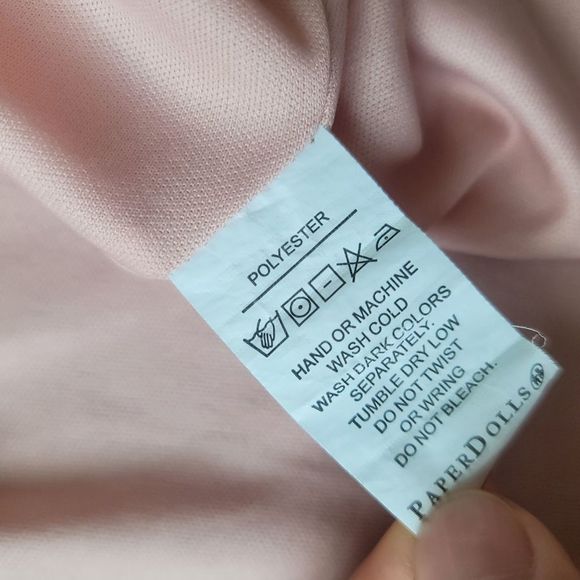 POLYESTER
HAND OR MACHINE
WASH COLD
WASH DARK COLORS
SEPARATELY.
TUMBLE DRY LOW
DO NOT TWIST
OR WRING
DO NOT BLEACH.
PAPERDOLLS®